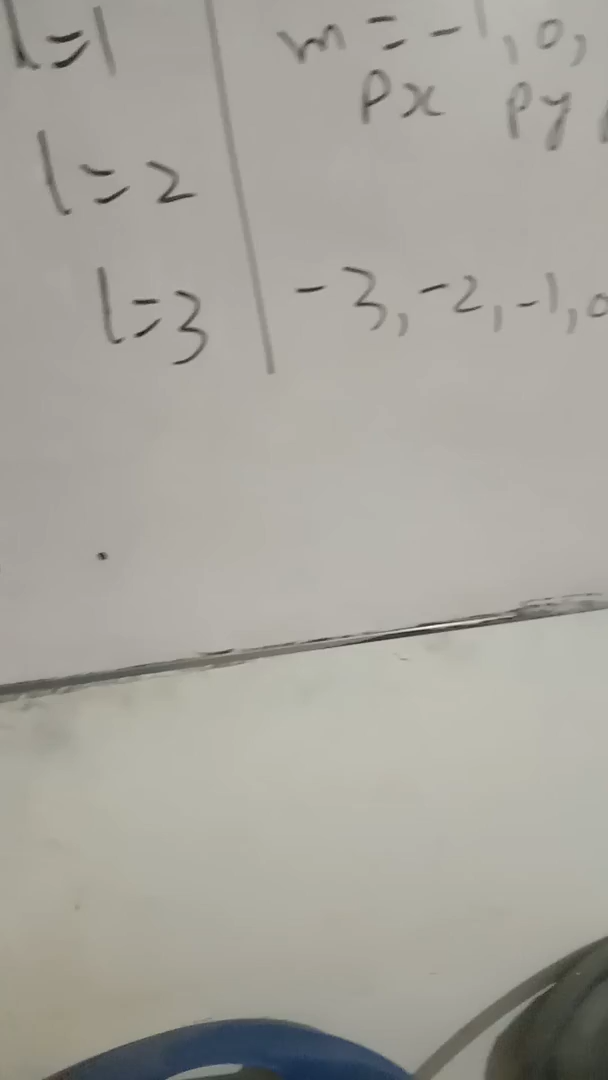 l=1 m = -1, 0,
px py
l=2
l=3 -3, -2, -1, 0